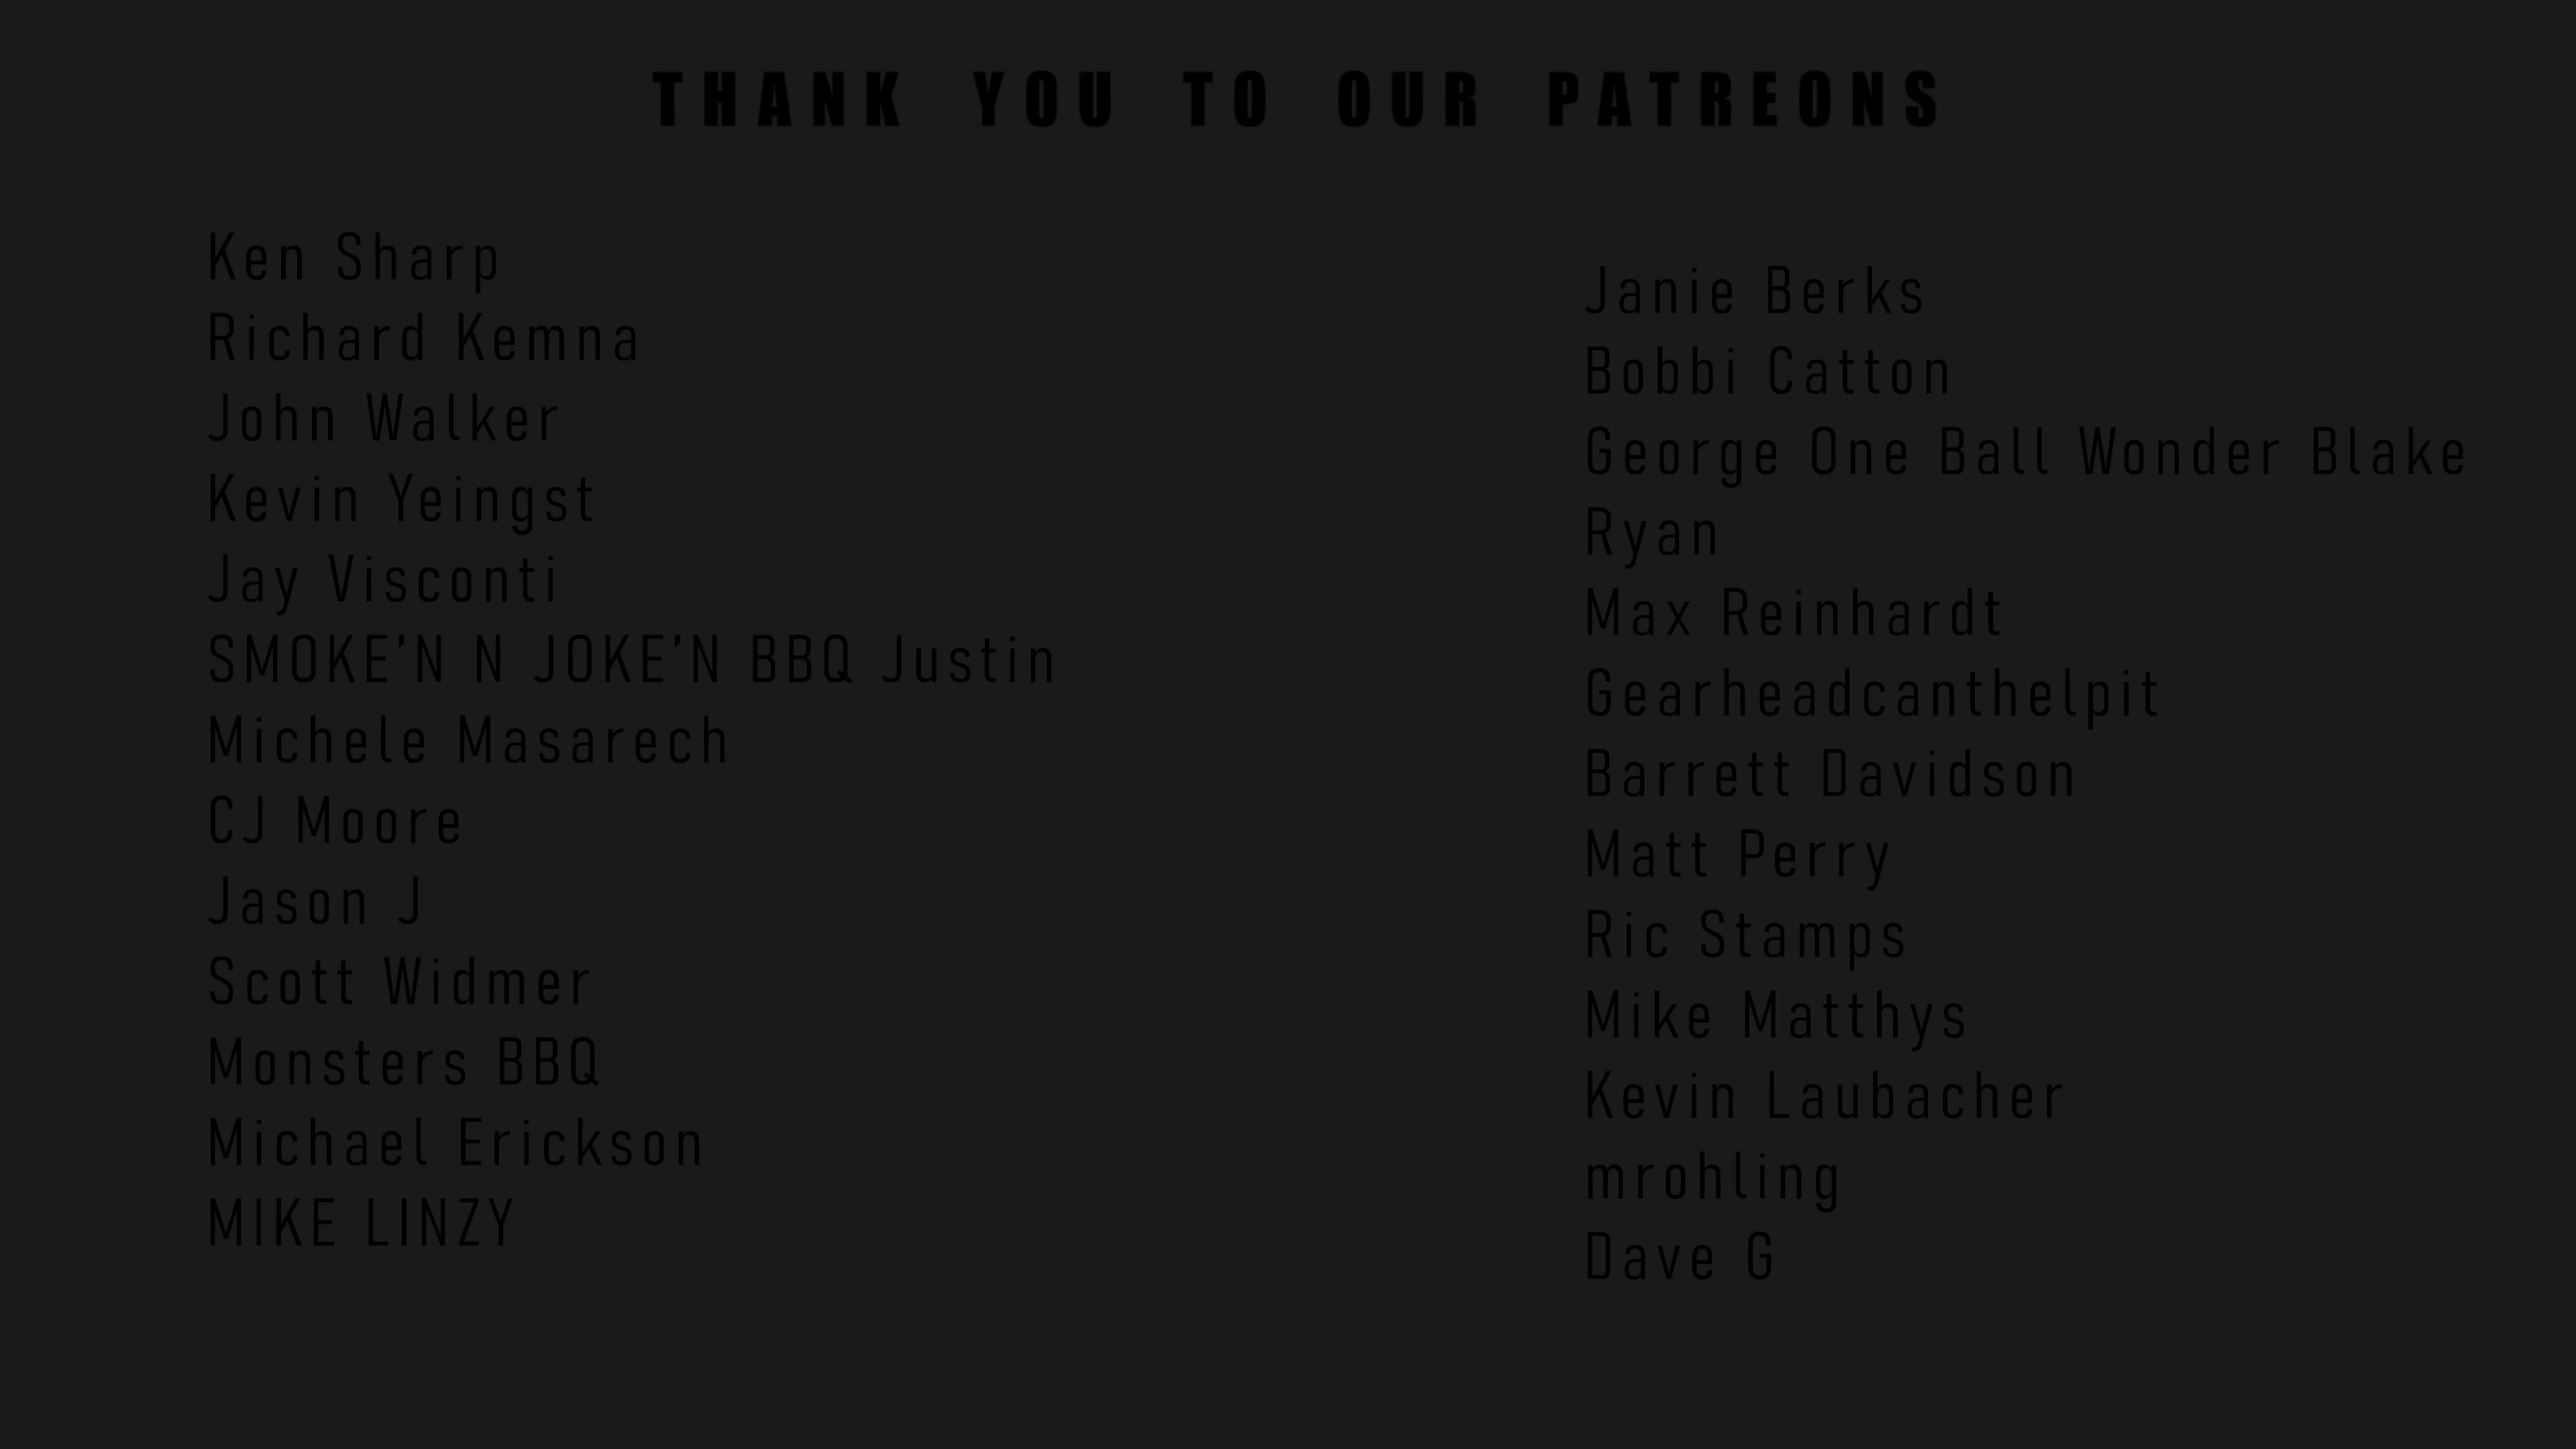 THANK YOU TO OUR PATREONS
Ken Sharp
Richard Kemna
John Walker
Kevin Yeingst
Jay Visconti
SMOKE'N N JOKE'N BBQ Justin
Michele Masarech
CJ Moore
Jason J
Scott Widmer
Monsters BBQ
Michael Erickson
MIKE LINZY
Janie Berks
Bobbi Catton
George One Ball Wonder Blake
Ryan
Max Reinhardt
Gearheadcanthelpit
Barrett Davidson
Matt Perry
Ric Stamps
Mike Matthys
Kevin Laubacher
mrohling
Dave G